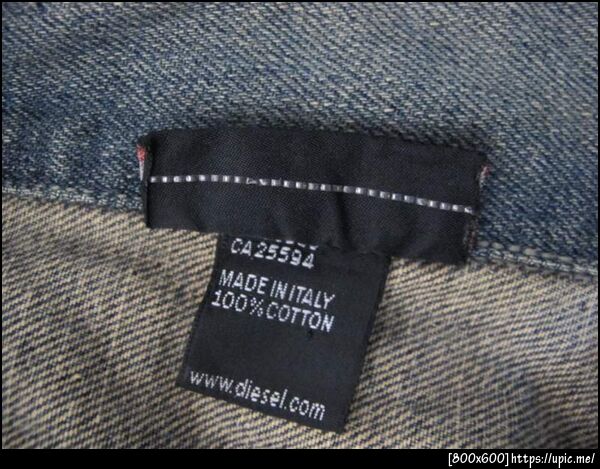 CA25594
MADE IN ITALY
100% COTTON
www.diesel.com
[800x600]https://upic.me/